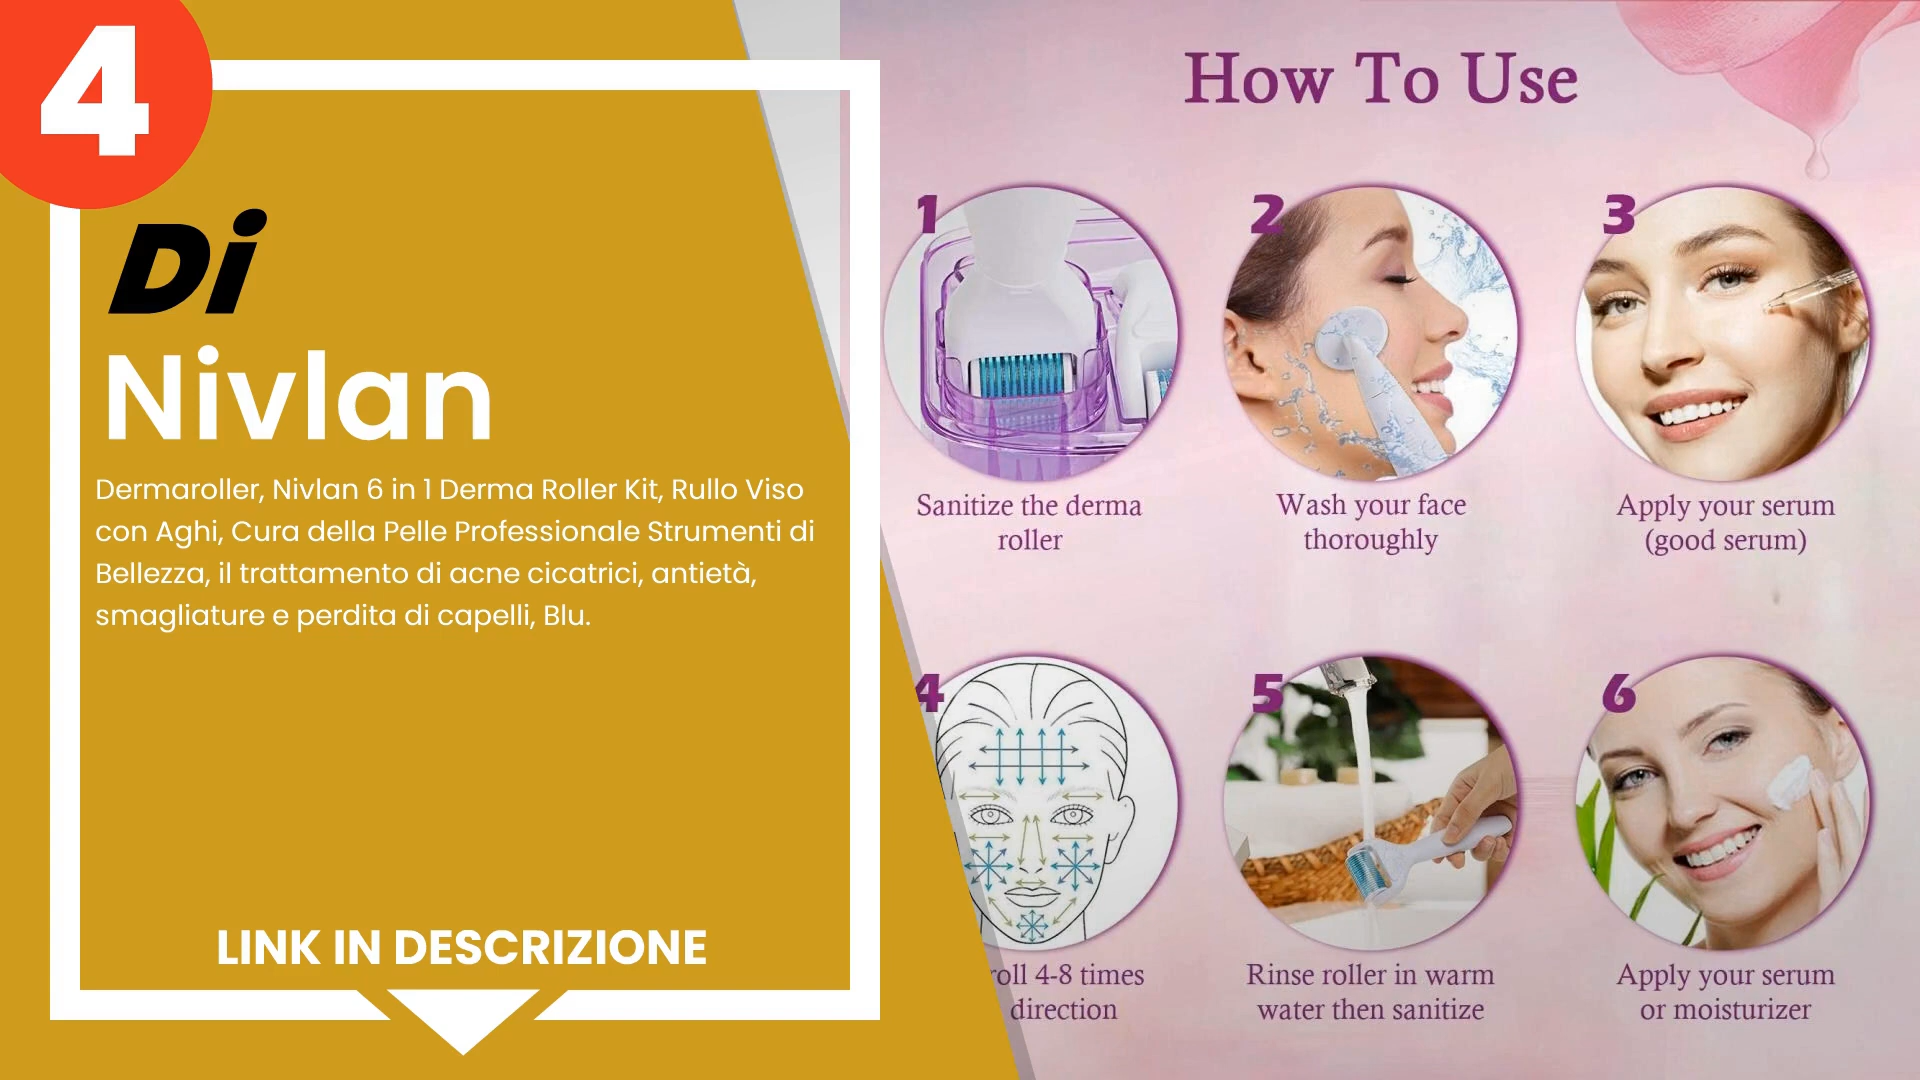 4
Di
Nivlan
Dermaroller, Nivlan 6 in 1 Derma Roller Kit, Rullo Viso
con Aghi, Cura della Pelle Professionale Strumenti di
Bellezza, il trattamento di acne cicatrici, antietà,
smagliature e perdita di capelli, Blu.
LINK IN DESCRIZIONE
How To Use
1
Sanitize the derma
roller
2
Wash your face
thoroughly
3
Apply your serum
(good serum)
4
roll 4-8 times
direction
5
Rinse roller in warm
water then sanitize
6
Apply your serum
or moisturizer